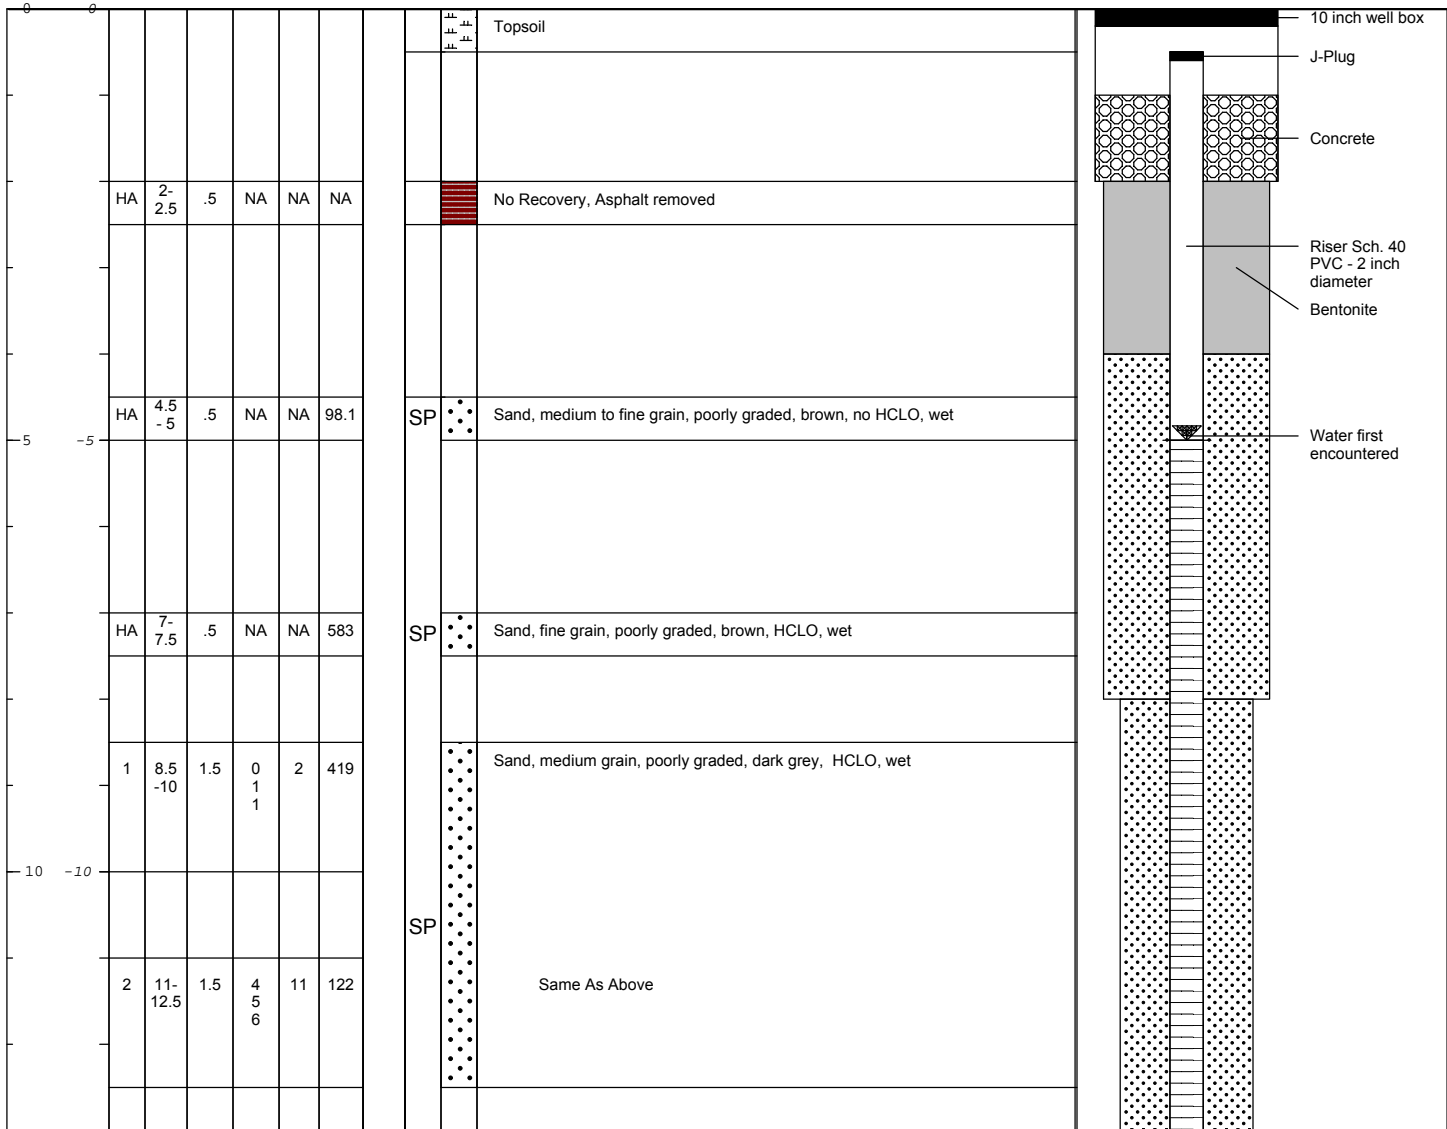 0 0
Topsoil
10 inch well box
J-Plug
Concrete
HA 2-
2.5 .5 NA NA NA
No Recovery, Asphalt removed
Riser Sch. 40
PVC - 2 inch
diameter
Bentonite
HA 4.5
- 5 .5 NA NA 98.1
SP
Sand, medium to fine grain, poorly graded, brown, no HCLO, wet
5 -5
Water first
encountered
HA 7-
7.5 .5 NA NA 583
SP
Sand, fine grain, poorly graded, brown, HCLO, wet
1 8.5
-10 1.5 0
1
1 2 419
Sand, medium grain, poorly graded, dark grey, HCLO, wet
10 -10
SP
2 11-
12.5 1.5 4
5
6 11 122
Same As Above